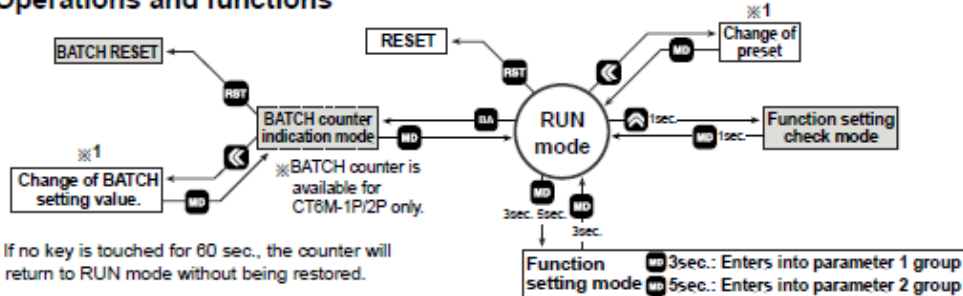 Operations and functions
※1
BATCH RESET
RESET
Change of
preset
MD
RST
RST
BATCH counter
indication mode
BA
MD
RUN
mode
1sec.
MD 1sec.
Function setting
check mode
※1
Change of BATCH
setting value.
MD
※BATCH counter is
available for
CT6M-1P/2P only.
MD
3sec. 5sec.
MD
3sec.
If no key is touched for 60 sec., the counter will
return to RUN mode without being restored.
Function
setting mode
MD 3sec.: Enters into parameter 1 group
MD 5sec.: Enters into parameter 2 group